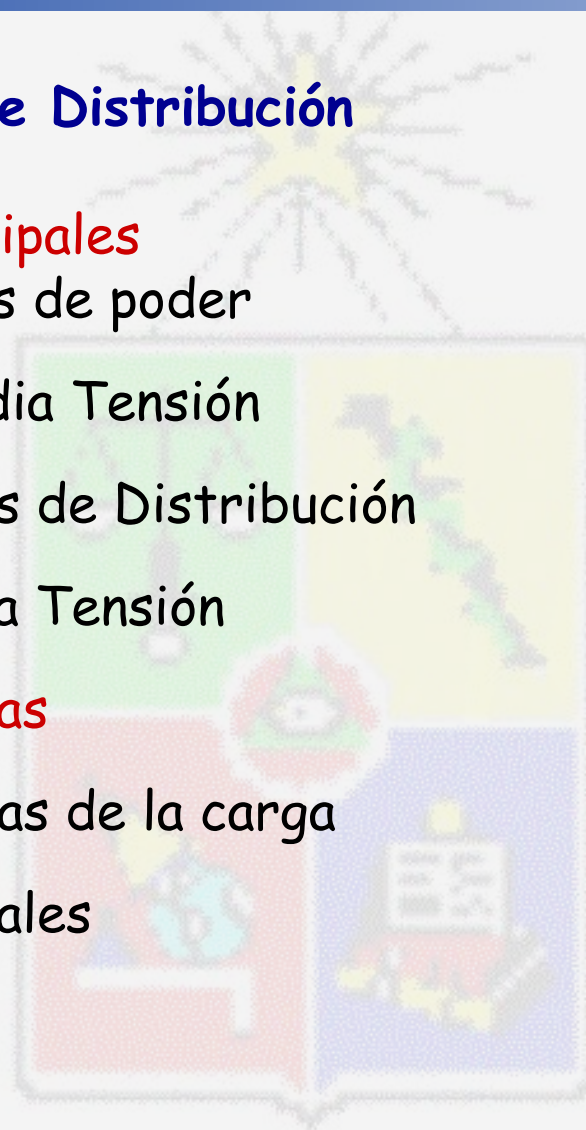 e Distribución
ipales
s de poder
dia Tensión
s de Distribución
a Tensión
as
as de la carga
ales